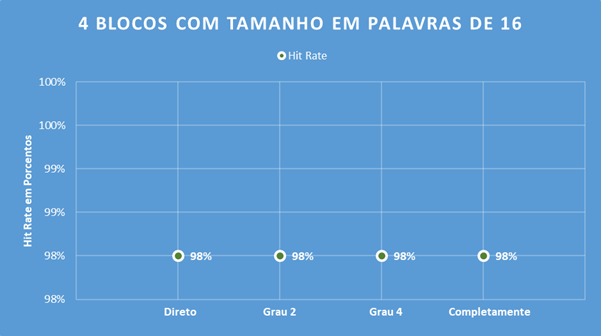 4 BLOCOS COM TAMANHO EM PALAVRAS DE 16
Hit Rate
Hit Rate em Porcentos
100%
100%
99%
99%
98%
98%
98%
98%
98%
98%
Direto
Grau 2
Grau 4
Completamente